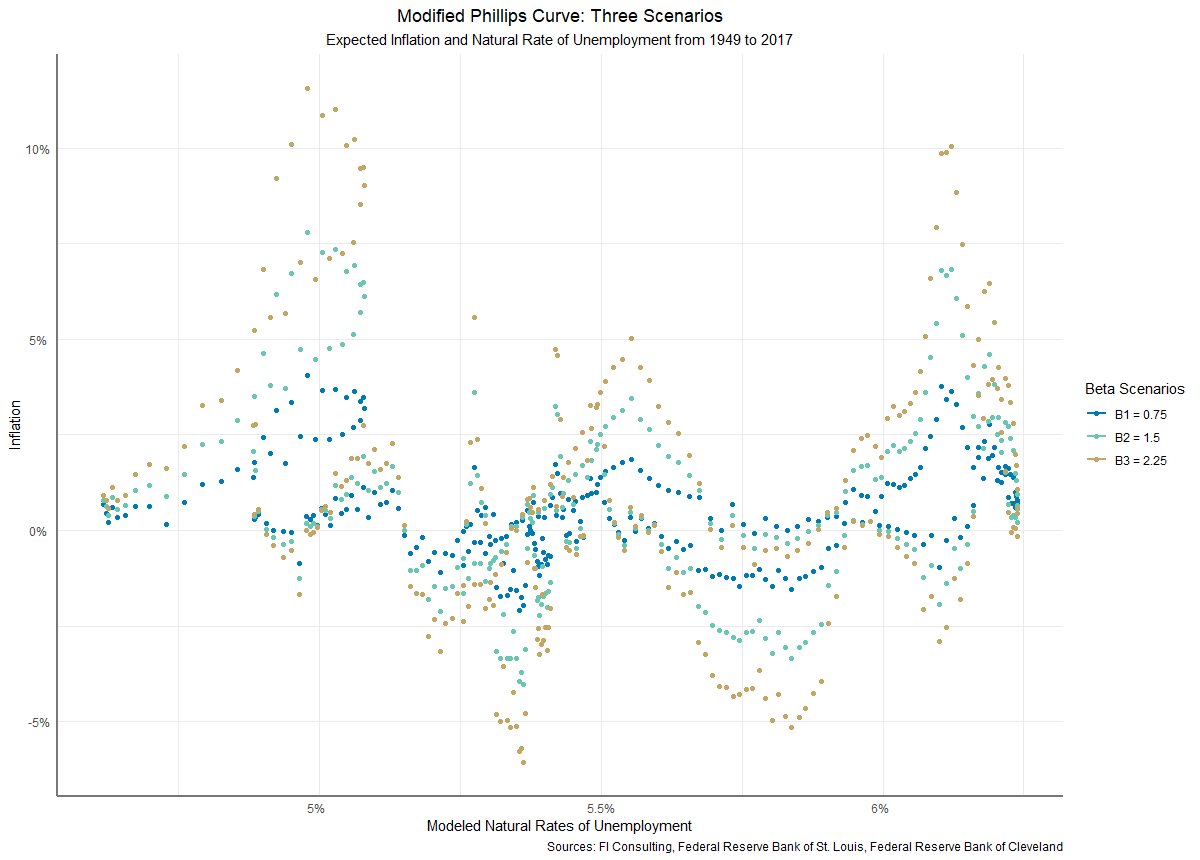 Modified Phillips Curve: Three Scenarios
Expected Inflation and Natural Rate of Unemployment from 1949 to 2017
10%
5%
0%
-5%
Inflation
5%
5.5%
6%
Modeled Natural Rates of Unemployment
Beta Scenarios
B1 = 0.75
B2 = 1.5
B3 = 2.25
Sources: FI Consulting, Federal Reserve Bank of St. Louis, Federal Reserve Bank of Cleveland